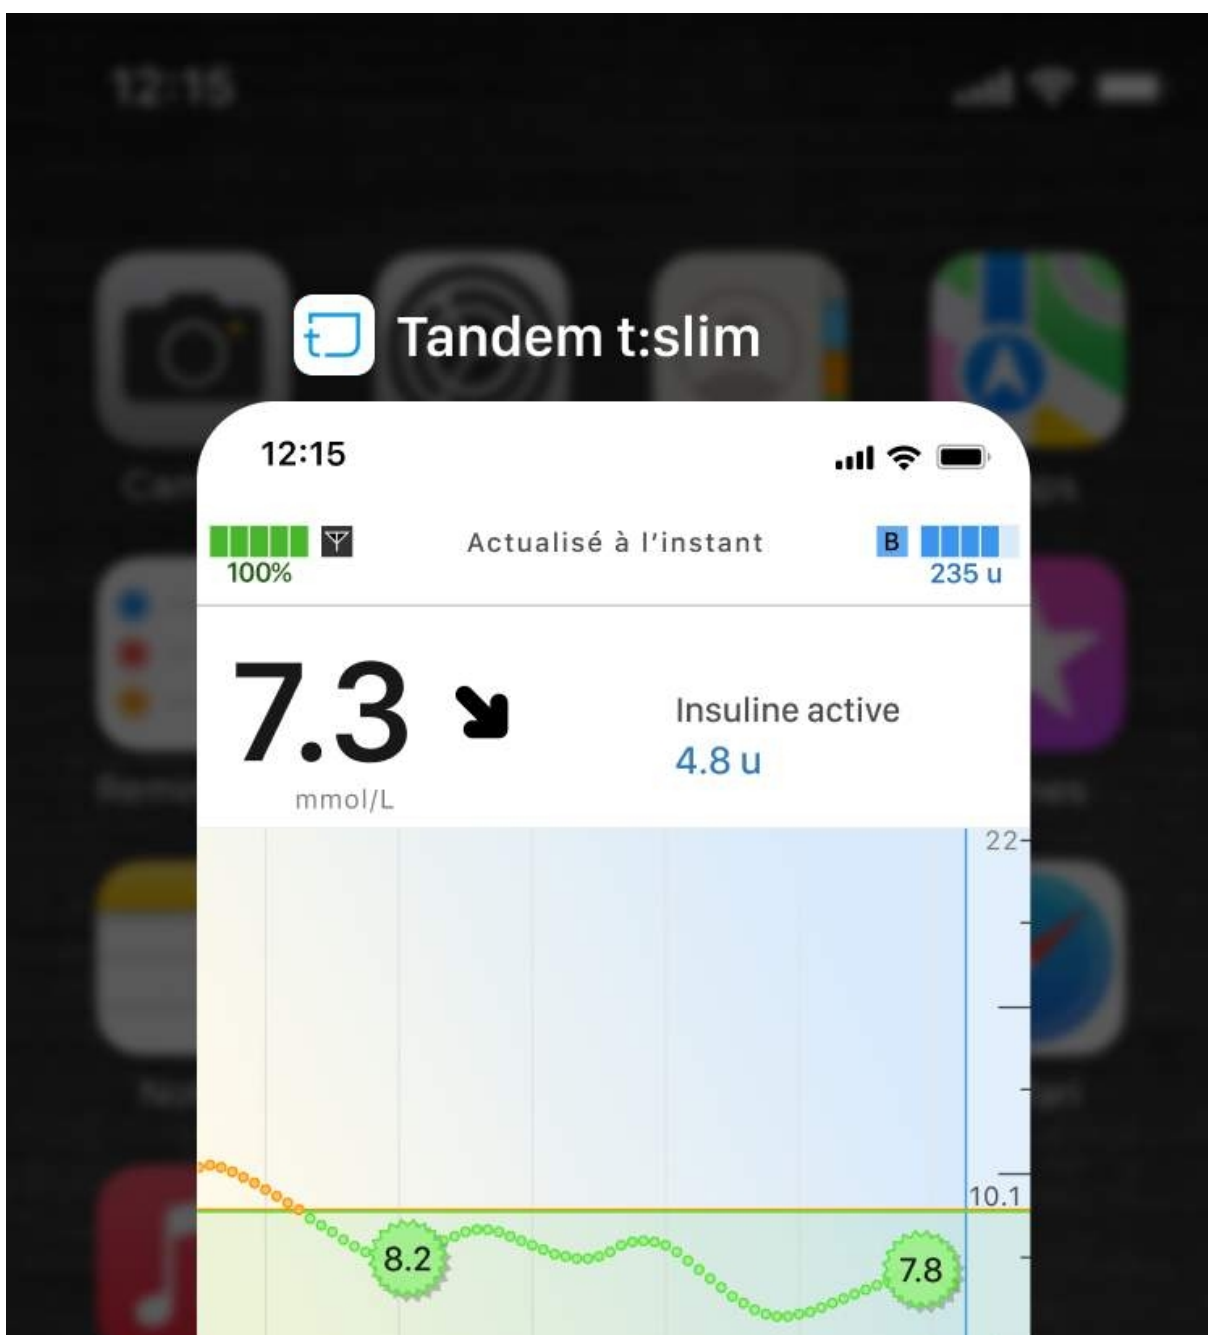 12:15
Tandem t:slim
12:15
100%
Actualisé à l'instant
B
235 u
7.3
mmol/L
Insuline active
4.8 u
22
10.1
8.2
7.8